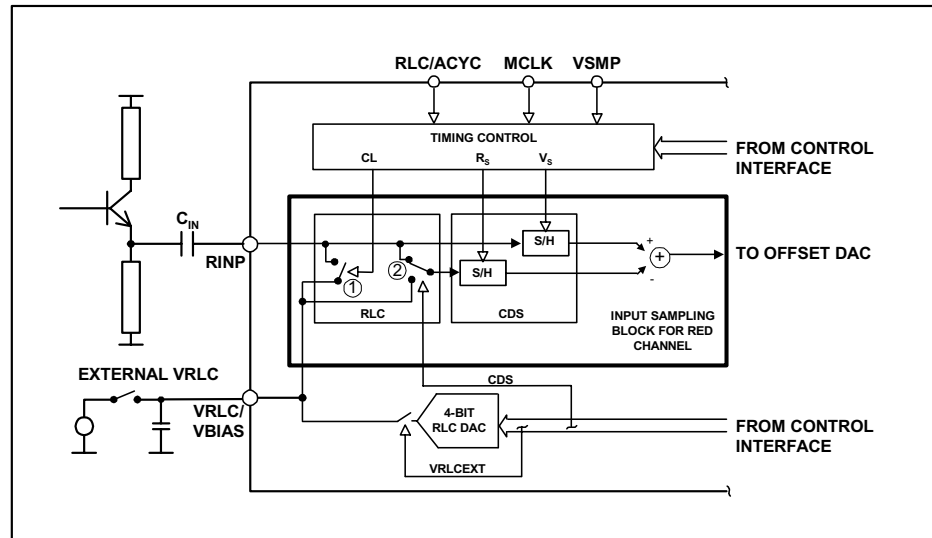 RLC/ACYC MCLK VSMP
TIMING CONTROL
CL RS VS
FROM CONTROL
INTERFACE
CIN
RINP
S/H
+
TO OFFSET DAC
1
2
S/H
+
-
RLC
CDS
INPUT SAMPLING
BLOCK FOR RED
CHANNEL
EXTERNAL VRLC
CDS
VRLC/
VBIAS
4-BIT
RLC DAC
FROM CONTROL
INTERFACE
VRLCEXT